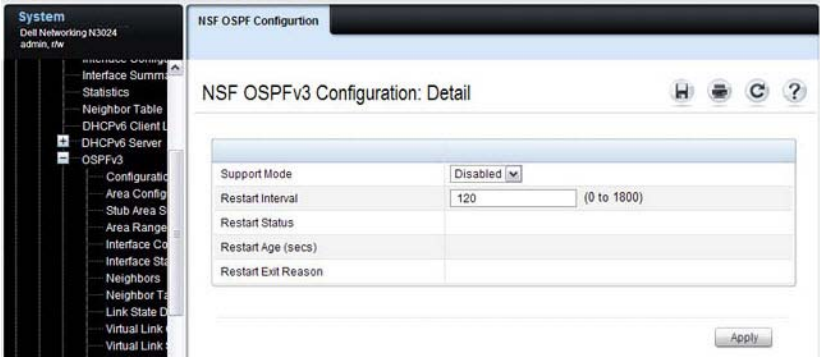 System
Dell Networking N3024
admin, r/w
Interface Summa
Statistics
Neighbor Table
DHCPv6 Client L
DHCPv6 Server
OSPFv3
Configuratio
Area Config
Stub Area S
Area Range
Interface Co
Interface Sta
Neighbors
Neighbor Ta
Link State D
Virtual Link
Virtual Link
NSF OSPF Configurtion
NSF OSPFv3 Configuration: Detail
Support Mode Disabled
Restart Interval 120 (0 to 1800)
Restart Status
Restart Age (secs)
Restart Exit Reason
Apply